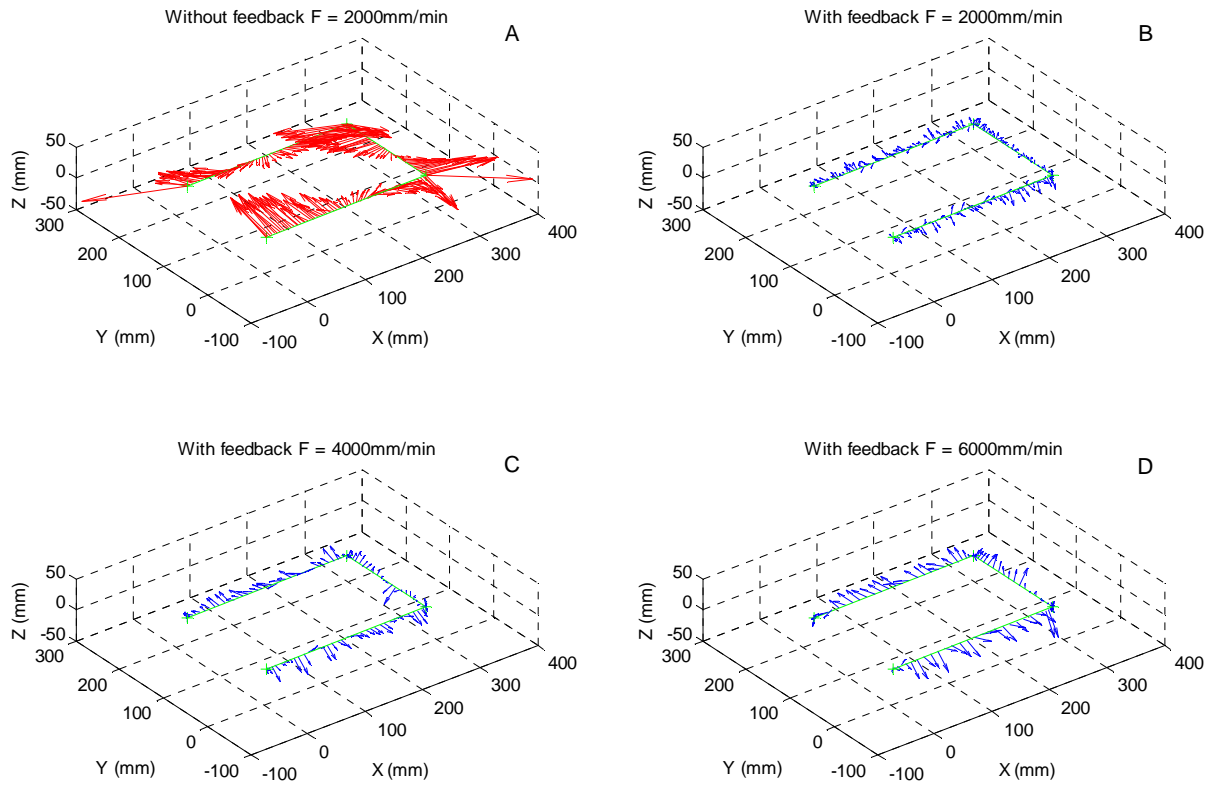 Without feedback F = 2000mm/min
A
50
0
-50
Z (mm)
300
200
100
0
-100
Y (mm)
-100
0
100
200
300
400
X (mm)
With feedback F = 2000mm/min
B
50
0
-50
Z (mm)
300
200
100
0
-100
Y (mm)
-100
0
100
200
300
400
X (mm)
With feedback F = 4000mm/min
C
50
0
-50
Z (mm)
300
200
100
0
-100
Y (mm)
-100
0
100
200
300
400
X (mm)
With feedback F = 6000mm/min
D
50
0
-50
Z (mm)
300
200
100
0
-100
Y (mm)
-100
0
100
200
300
400
X (mm)